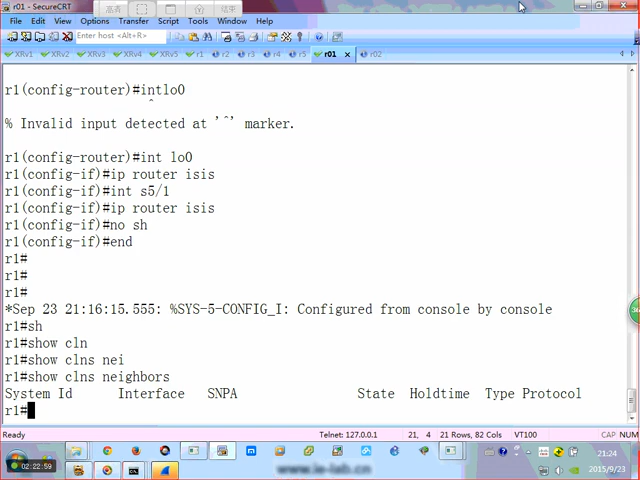 r01 - SecureCRT
File Edit View Options Transfer Script Tools Window Help
Enter host <Alt+R>
XRv1 XRv2 XRv3 XRv4 XRv5 r1 r2 r3 r4 r5 r01 r02
r1(config-router)#intlo0
^
% Invalid input detected at '^' marker.
r1(config-router)#int lo0
r1(config-if)#ip router isis
r1(config-if)#int s5/1
r1(config-if)#ip router isis
r1(config-if)#no sh
r1(config-if)#end
r1#
r1#
r1#
*Sep 23 21:16:15.555: %SYS-5-CONFIG_I: Configured from console by console
r1#sh
r1#show cln
r1#show clns nei
r1#show clns neighbors
System Id Interface SNPA State Holdtime Type Protocol
r1#
Ready Telnet: 127.0.0.1 21, 4 21 Rows, 82 Cols VT100 CAP NUM
21:24
02:22:59 www.ie-lab.cn 2015/9/23